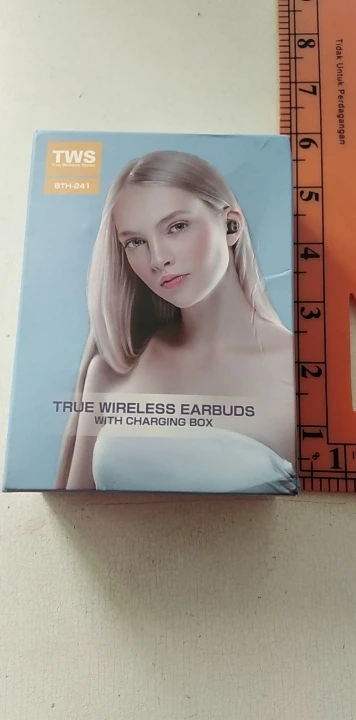 TWS
BTH-241
TRUE WIRELESS EARBUDS
WITH CHARGING BOX
Tidak Untuk Perdagangan
8
7
6
5
4
3
2
1
1